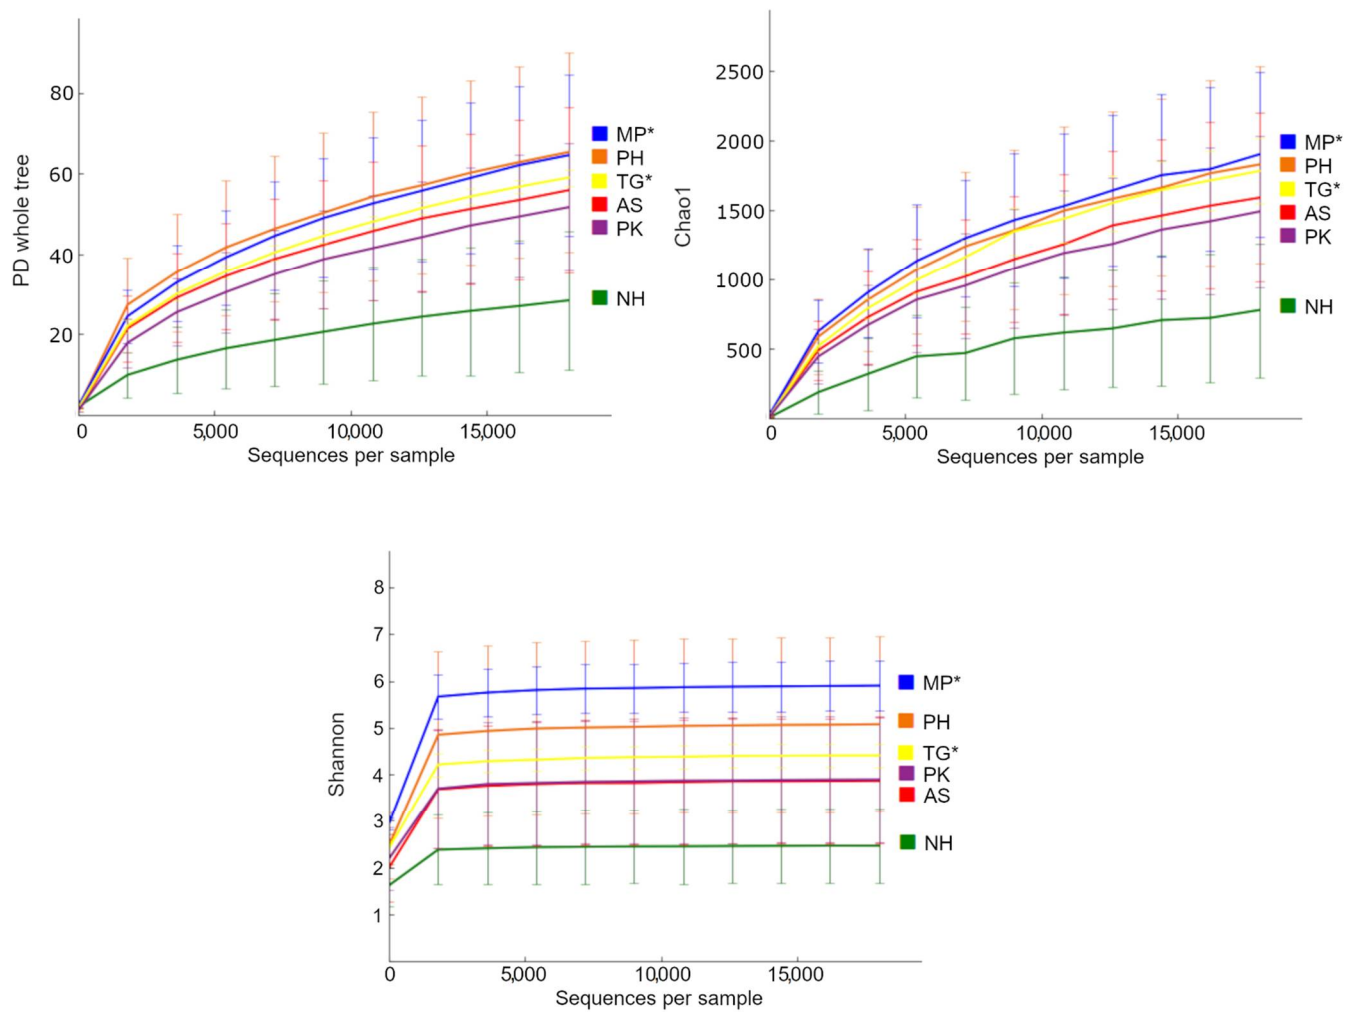 PD whole tree
80
60
40
20
0
5,000
10,000
15,000
Sequences per sample
MP*
PH
TG*
AS
PK
NH
Chao1
2500
2000
1500
1000
500
0
5,000
10,000
15,000
Sequences per sample
MP*
PH
TG*
AS
PK
NH
Shannon
8
7
6
5
4
3
2
1
0
5,000
10,000
15,000
Sequences per sample
MP*
PH
TG*
PK
AS
NH